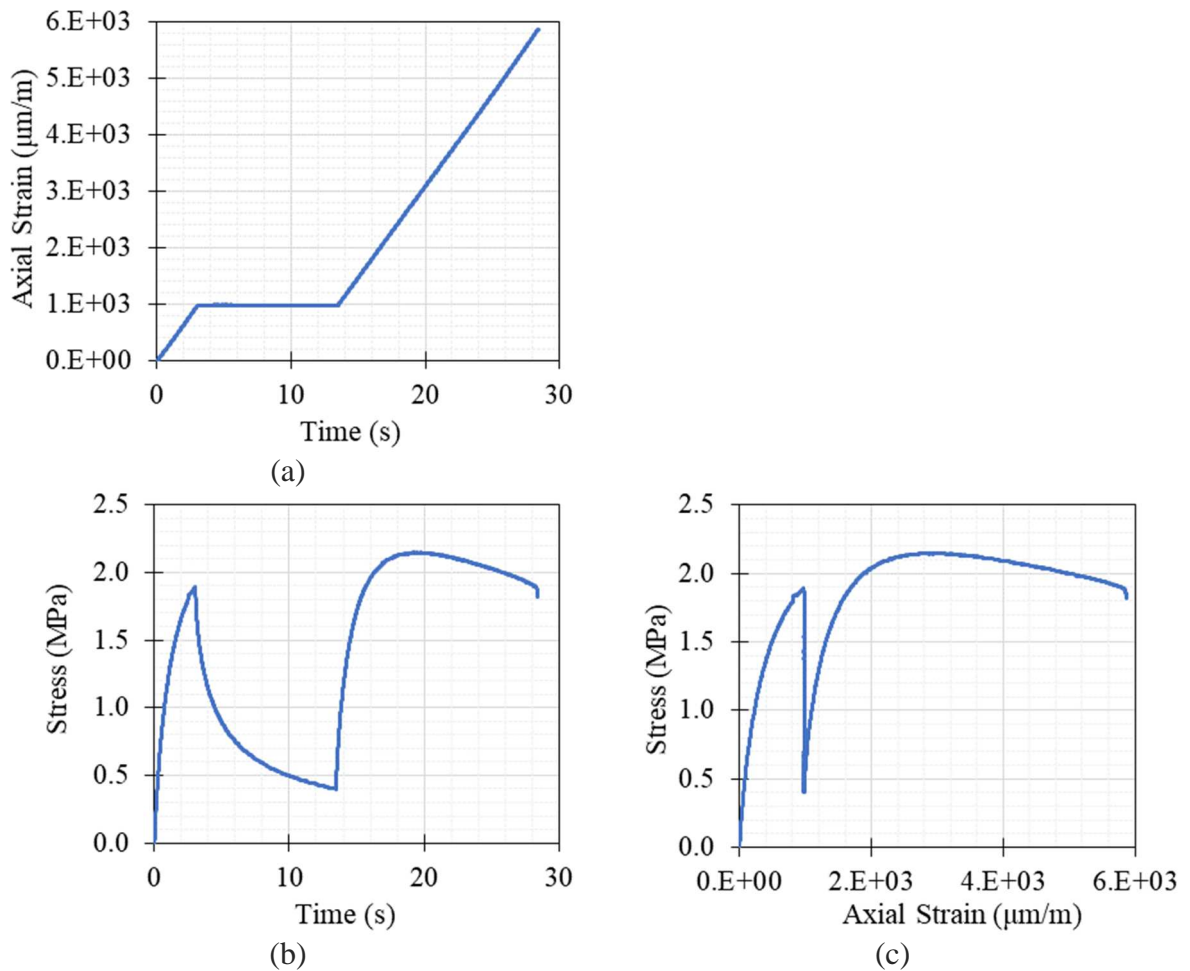 6.E+03
5.E+03
4.E+03
3.E+03
2.E+03
1.E+03
0.E+00
Axial Strain (μm/m)
0 10 20 30
Time (s)
(a)
2.5
2.0
1.5
1.0
0.5
0.0
Stress (MPa)
0 10 20 30
Time (s)
(b)
2.5
2.0
1.5
1.0
0.5
0.0
Stress (MPa)
0.E+00 2.E+03 4.E+03 6.E+03
Axial Strain (μm/m)
(c)